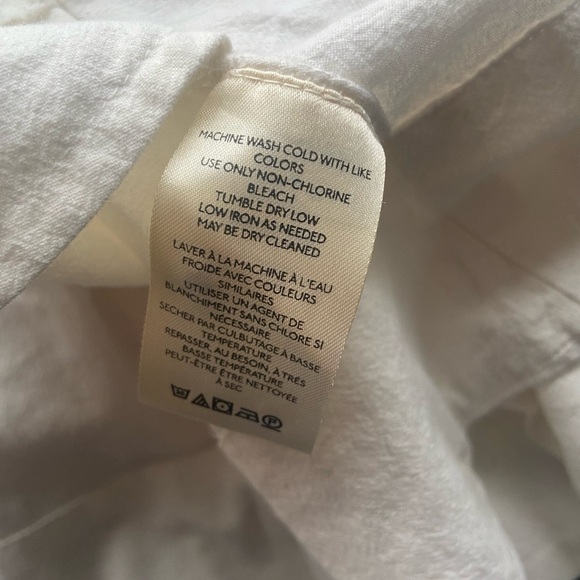 MACHINE WASH COLD WITH LIKE
COLORS
USE ONLY NON-CHLORINE
BLEACH
TUMBLE DRY LOW
LOW IRON AS NEEDED
MAY BE DRY CLEANED
LAVER À LA MACHINE À L'EAU
FROIDE AVEC COULEURS
SIMILAIRES
UTILISER UN AGENT DE
BLANCHIMENT SANS CHLORE SI
NÉCESSAIRE
SECHER PAR CULBUTAGE À BASSE
TEMPERATURE
REPASSER, AU BESOIN, À TRÈS
BASSE TEMPÉRATURE
PEUT-ÊTRE ÊTRE NETTOYÉE
À SEC